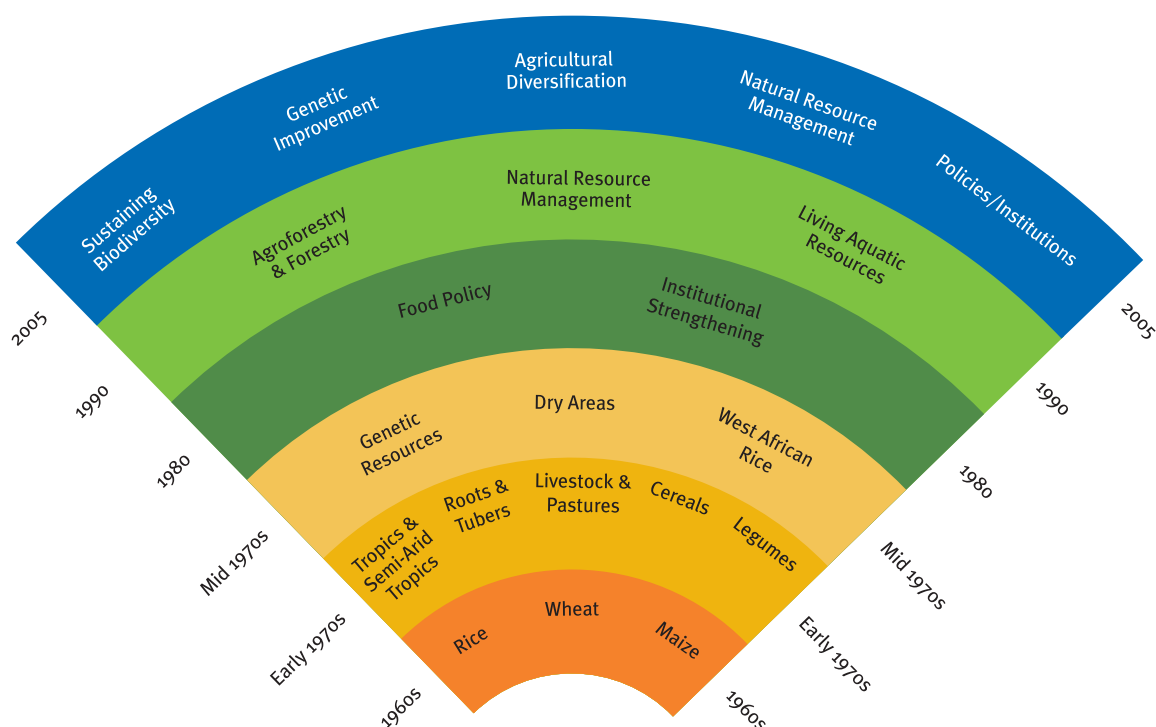 Agricultural
Diversification
Genetic
Improvement
Natural Resource
Management
Sustaining
Biodiversity
Policies/Institutions
Natural Resource
Management
Agroforestry
& Forestry
Living Aquatic
Resources
Food Policy
Institutional
Strengthening
Genetic
Resources
Dry Areas
West African
Rice
Tropics &
Semi-Arid
Tropics
Roots &
Tubers
Livestock &
Pastures
Cereals
Legumes
Rice
Wheat
Maize
2005
1990
1980
Mid 1970s
Early 1970s
1960s
2005
1990
1980
Mid 1970s
Early 1970s
1960s